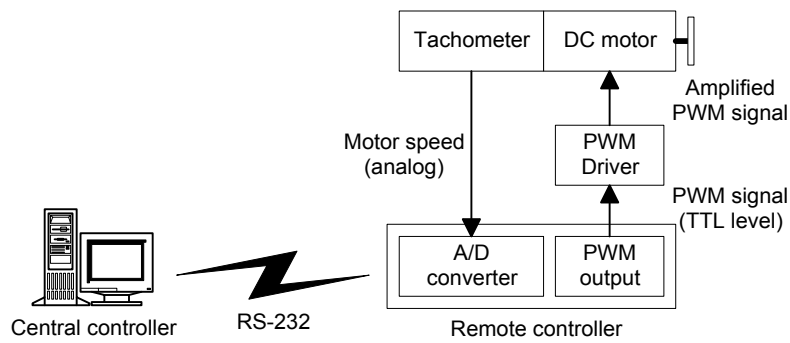 Tachometer
DC motor
Amplified
PWM signal
Motor speed
(analog)
PWM
Driver
PWM signal
(TTL level)
A/D
converter
PWM
output
Central controller
RS-232
Remote controller